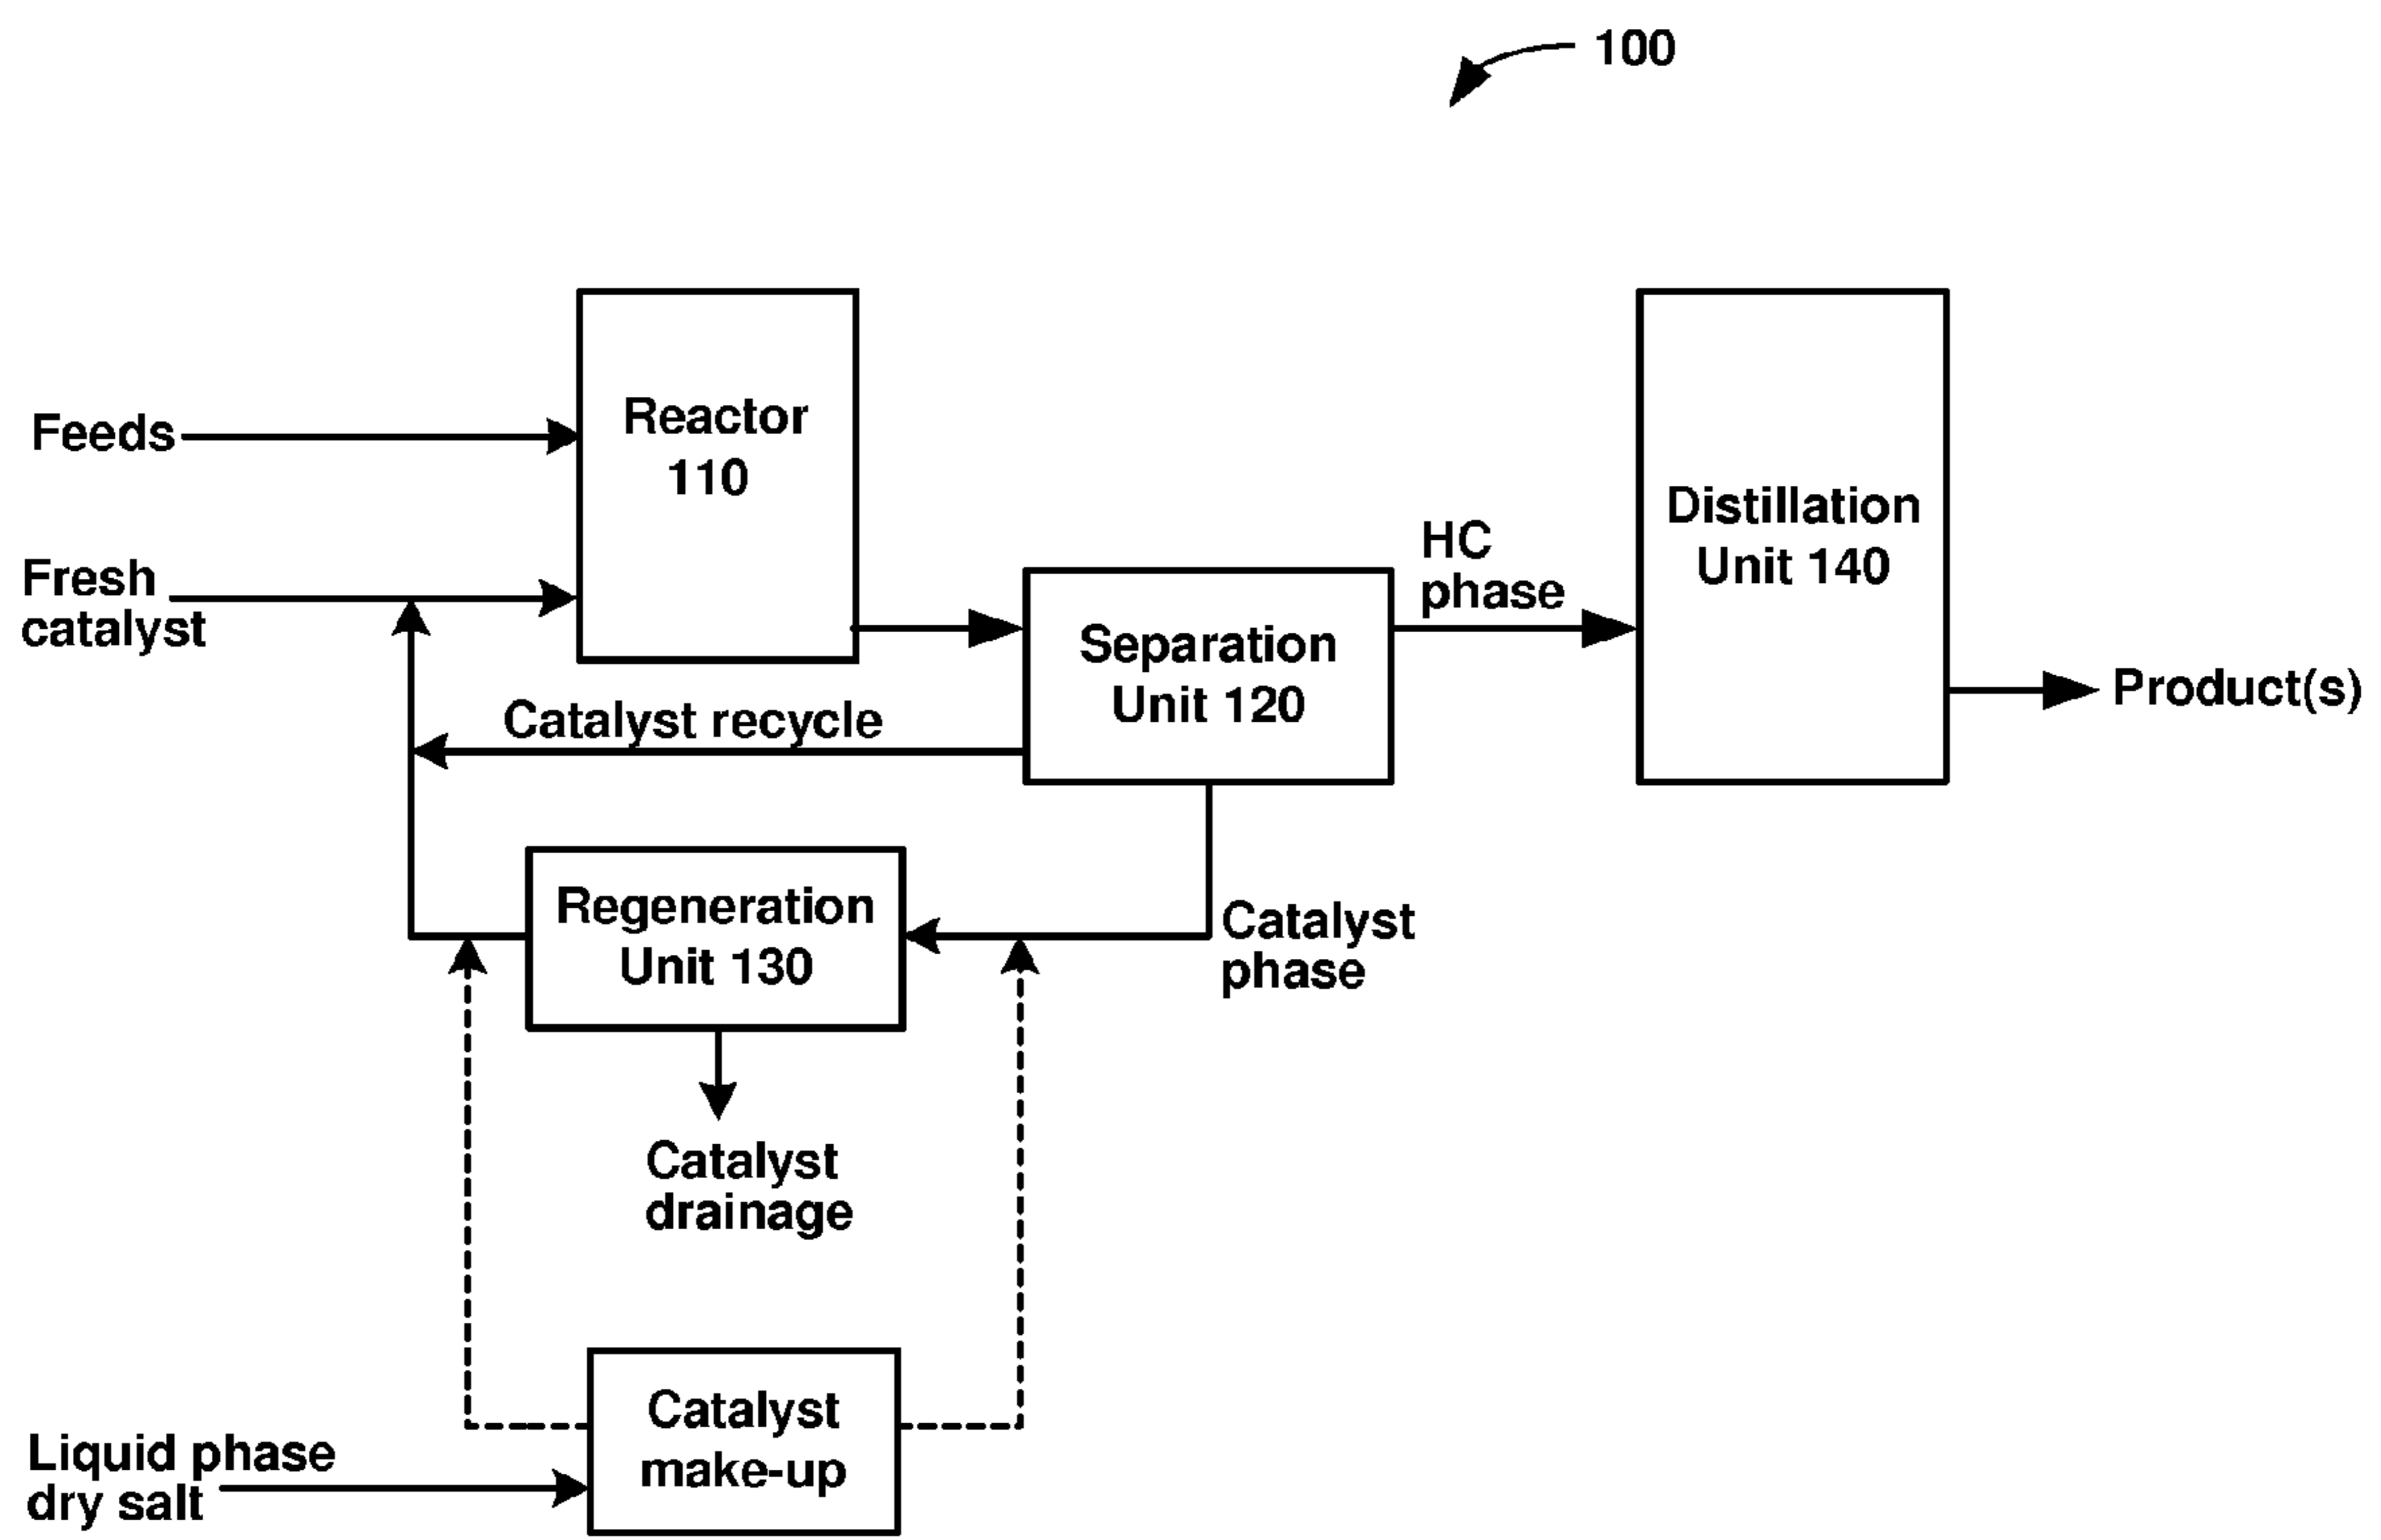 100
Feeds
Reactor
110
Fresh
catalyst
Separation
Unit 120
HC
phase
Distillation
Unit 140
Product(s)
Catalyst recycle
Regeneration
Unit 130
Catalyst
phase
Catalyst
drainage
Catalyst
make-up
Liquid phase
dry salt